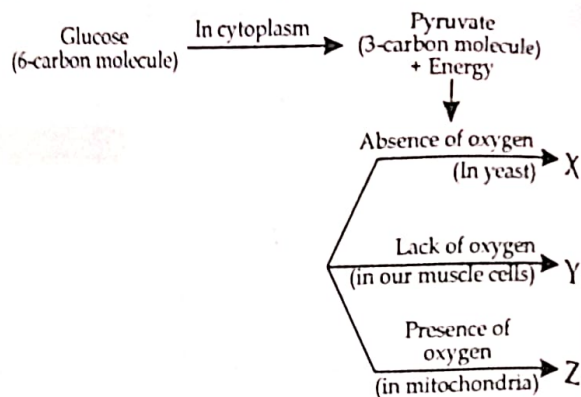 Glucose
(6-carbon molecule)
In cytoplasm
Pyruvate
(3-carbon molecule)
+ Energy
Absence of oxygen
(In yeast)
X
Lack of oxygen
(in our muscle cells)
Y
Presence of
oxygen
(in mitochondria)
Z